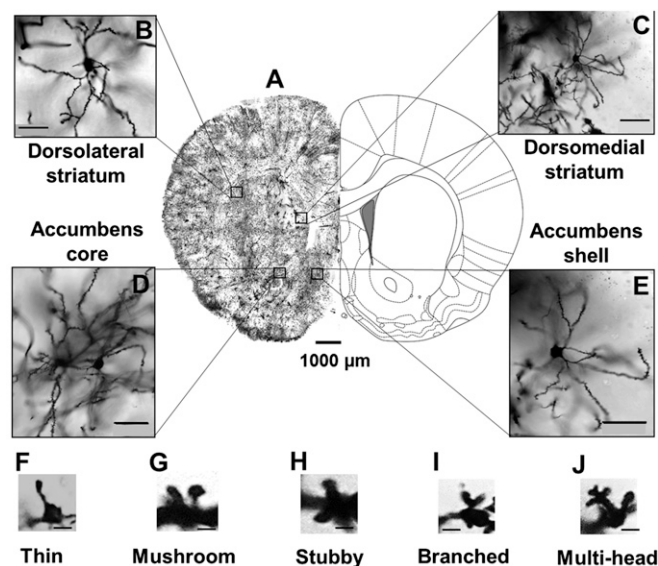 B
A
C
Dorsolateral
striatum
Dorsomedial
striatum
Accumbens
core
Accumbens
shell
D
E
1000 µm
F
G
H
I
J
Thin
Mushroom
Stubby
Branched
Multi-head